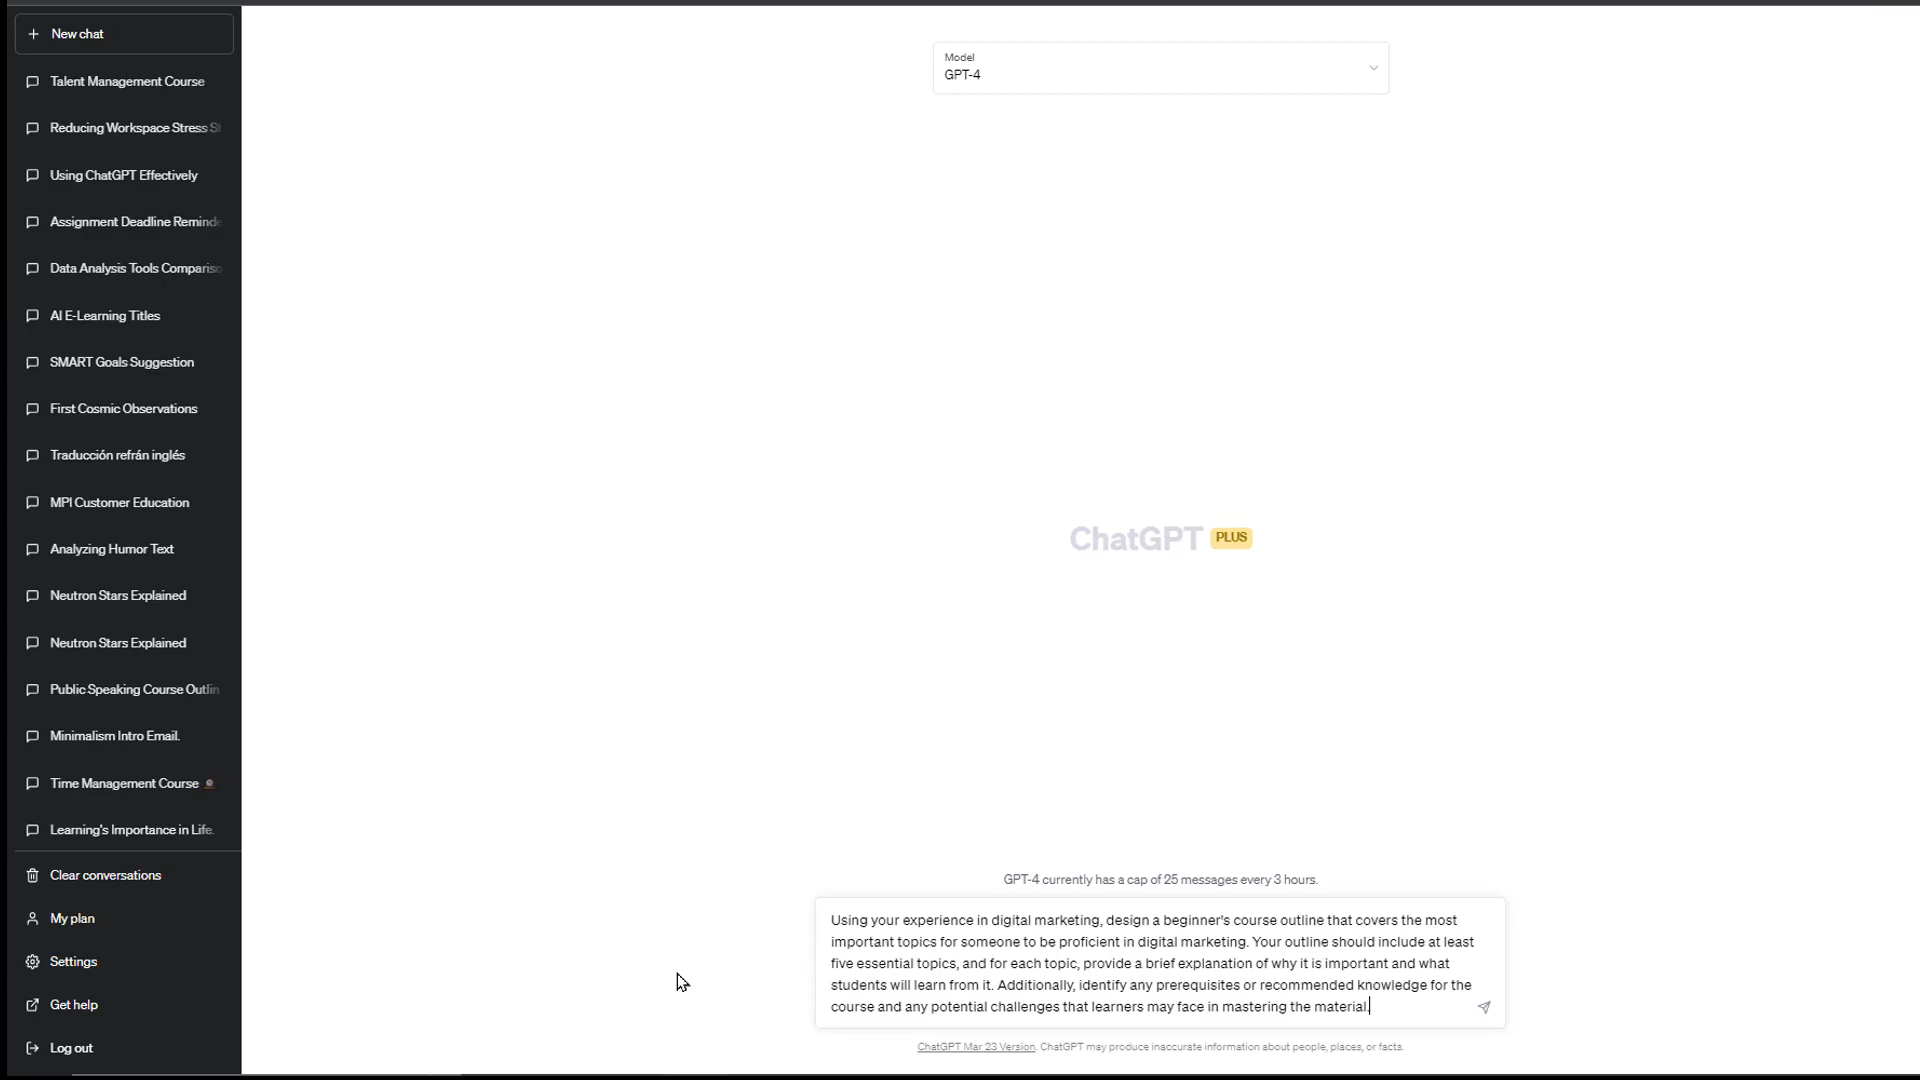 New chat
Talent Management Course
Reducing Workspace Stress St
Using ChatGPT Effectively
Assignment Deadline Reminde
Data Analysis Tools Compariso
AI E-Learning Titles
SMART Goals Suggestion
First Cosmic Observations
Traducción refrán inglés
MPI Customer Education
Analyzing Humor Text
Neutron Stars Explained
Neutron Stars Explained
Public Speaking Course Outlin
Minimalism Intro Email.
Time Management Course
Learning's Importance in Life.
Clear conversations
My plan
Settings
Get help
Log out
Model
GPT-4
ChatGPT PLUS
GPT-4 currently has a cap of 25 messages every 3 hours.
Using your experience in digital marketing, design a beginner's course outline that covers the most
important topics for someone to be proficient in digital marketing. Your outline should include at least
five essential topics, and for each topic, provide a brief explanation of why it is important and what
students will learn from it. Additionally, identify any prerequisites or recommended knowledge for the
course and any potential challenges that learners may face in mastering the material.
ChatGPT Mar 23 Version. ChatGPT may produce inaccurate information about people, places, or facts.